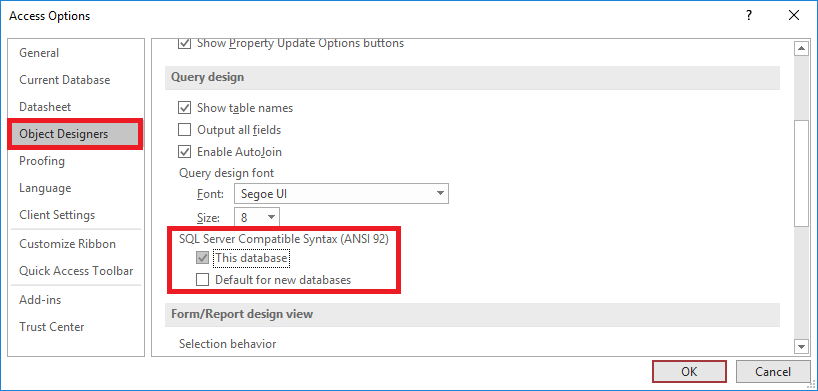 Access Options
?
General
Current Database
Datasheet
Object Designers
Proofing
Language
Client Settings
Customize Ribbon
Quick Access Toolbar
Add-ins
Trust Center
Show Property Update Options buttons
Query design
Show table names
Output all fields
Enable AutoJoin
Query design font
Font: Segoe UI
Size: 8
SQL Server Compatible Syntax (ANSI 92)
This database
Default for new databases
Form/Report design view
Selection behavior
OK Cancel